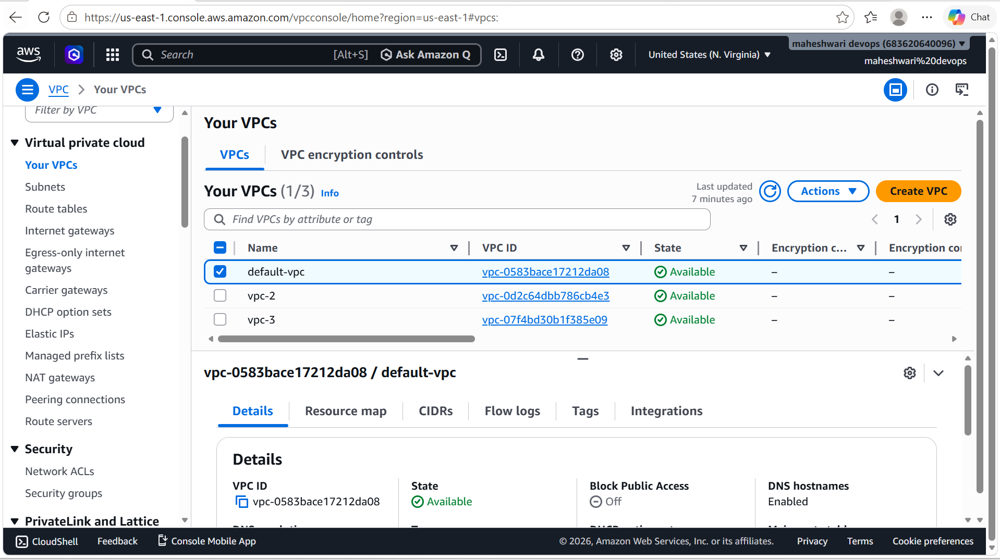 https://us-east-1.console.aws.amazon.com/vpcconsole/home?region=us-east-1#vpcs:
Chat
aws
Search [Alt+S] Ask Amazon Q
United States (N. Virginia)
maheshwari devops (683620640096)
maheshwari%20devops
VPC
Your VPCs
Filter by VPC
Virtual private cloud
Your VPCs
Subnets
Route tables
Internet gateways
Egress-only internet
gateways
Carrier gateways
DHCP option sets
Elastic IPs
Managed prefix lists
NAT gateways
Peering connections
Route servers
Security
Network ACLs
Security groups
PrivateLink and Lattice
Your VPCs
VPCs
VPC encryption controls
Your VPCs (1/3) Info
Last updated
7 minutes ago
Actions
Create VPC
Find VPCs by attribute or tag
1
Name VPC ID State Encryption c... Encryption co
default-vpc vpc-0583bace17212da08 Available – –
vpc-2 vpc-0d2c64dbb786cb4e3 Available – –
vpc-3 vpc-07f4bd30b1f385e09 Available – –
vpc-0583bace17212da08 / default-vpc
Details Resource map CIDRs Flow logs Tags Integrations
Details
VPC ID
vpc-0583bace17212da08
State
Available
Block Public Access
Off
DNS hostnames
Enabled
CloudShell Feedback Console Mobile App
© 2026, Amazon Web Services, Inc. or its affiliates. Privacy Terms Cookie preferences